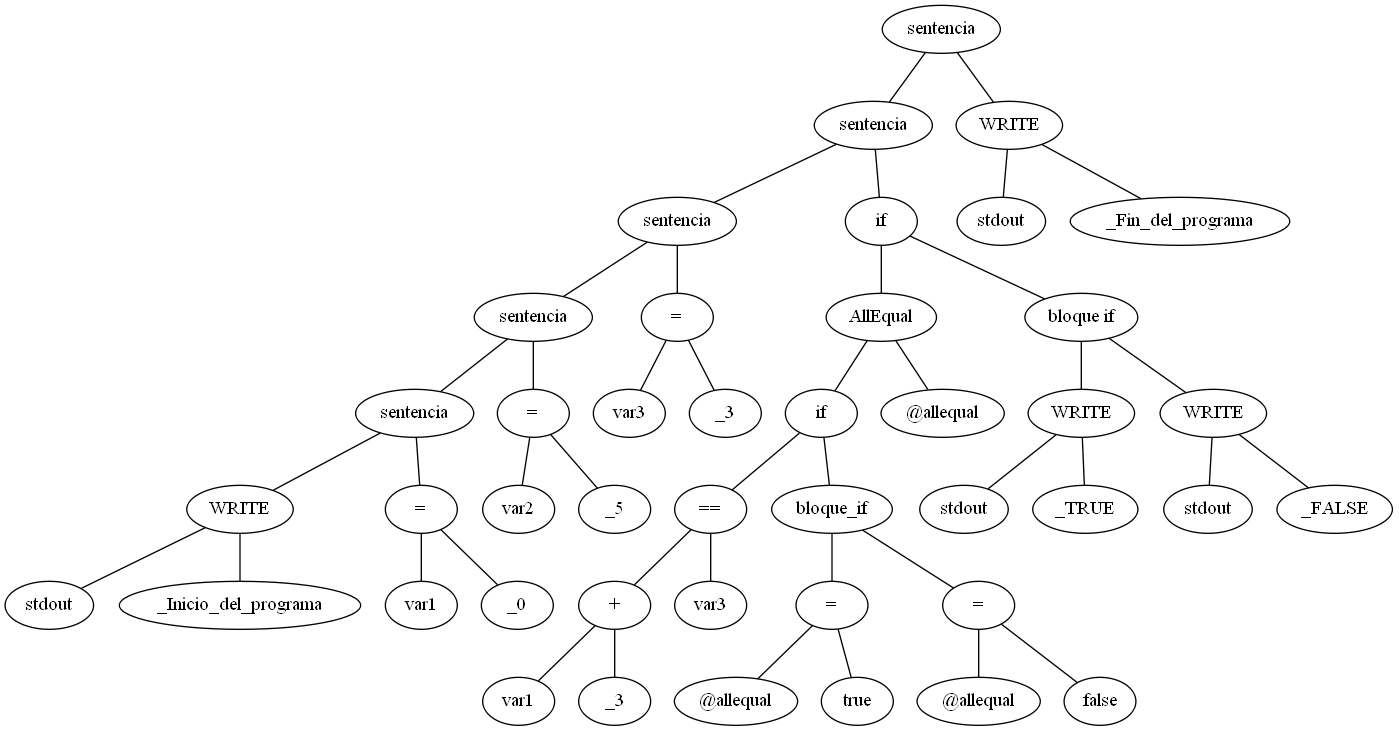 sentencia
sentencia WRITE
sentencia if stdout _Fin_del_programa
sentencia = AllEqual bloque if
sentencia = var3 _3 if @allequal WRITE WRITE
WRITE = var2 _5 == bloque_if stdout _TRUE stdout _FALSE
stdout _Inicio_del_programa var1 _0 + var3 = =
var1 _3 @allequal true @allequal false